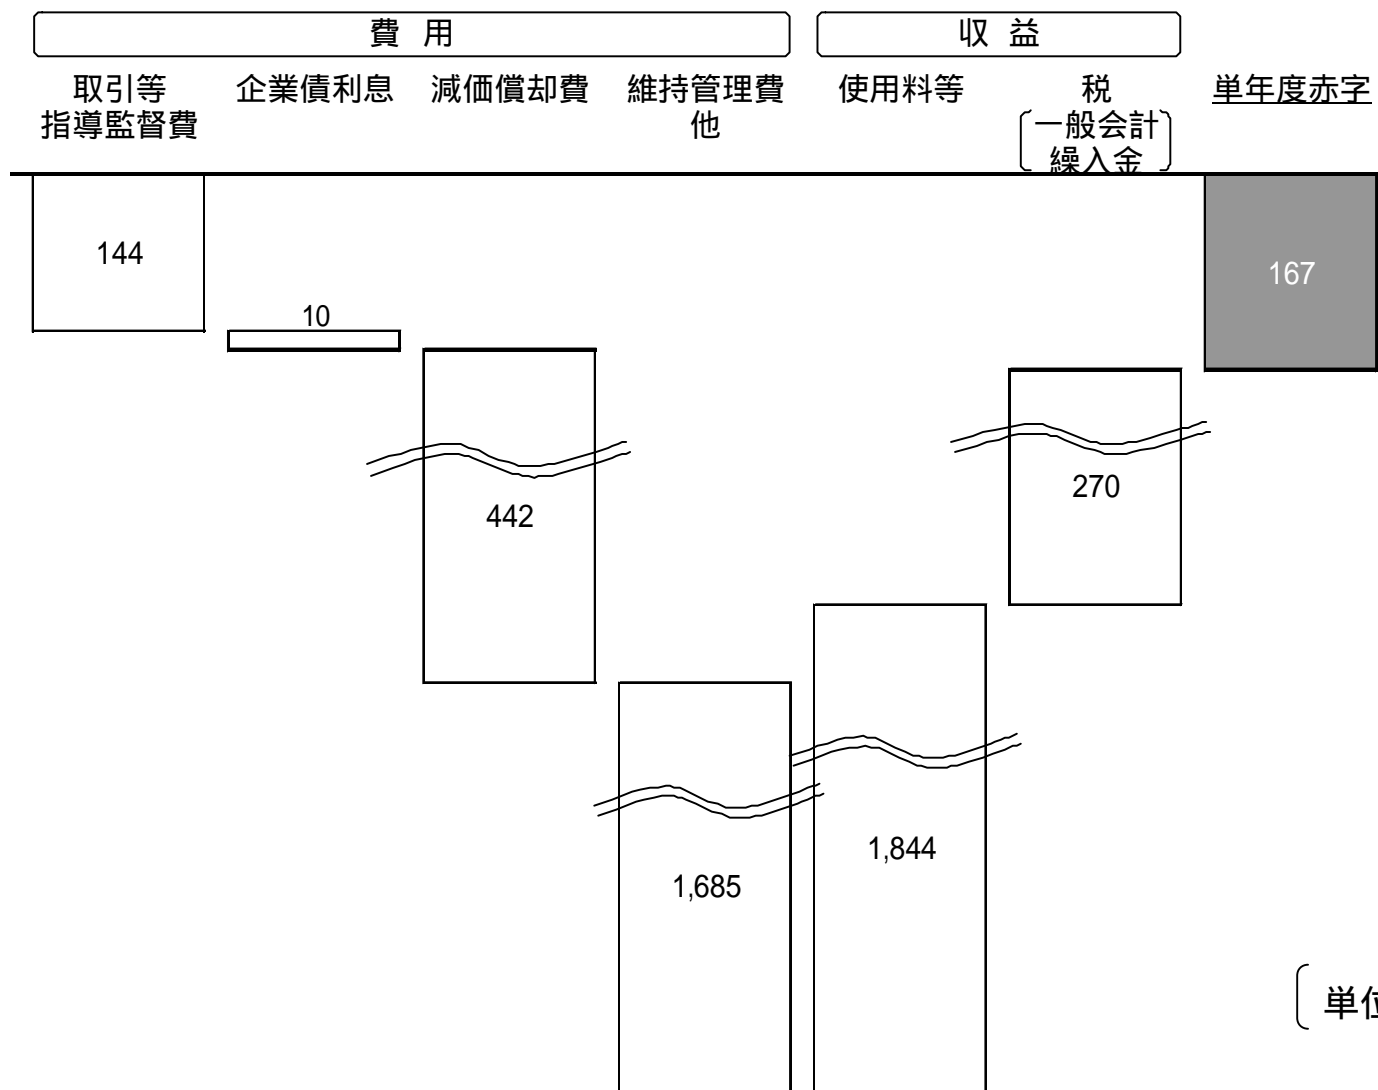 費用
収益
取引等
指導監督費
企業債利息
減価償却費
維持管理費
他
使用料等
税
一般会計
繰入金
単年度赤字
144
10
442
1,685
1,844
270
167
単位